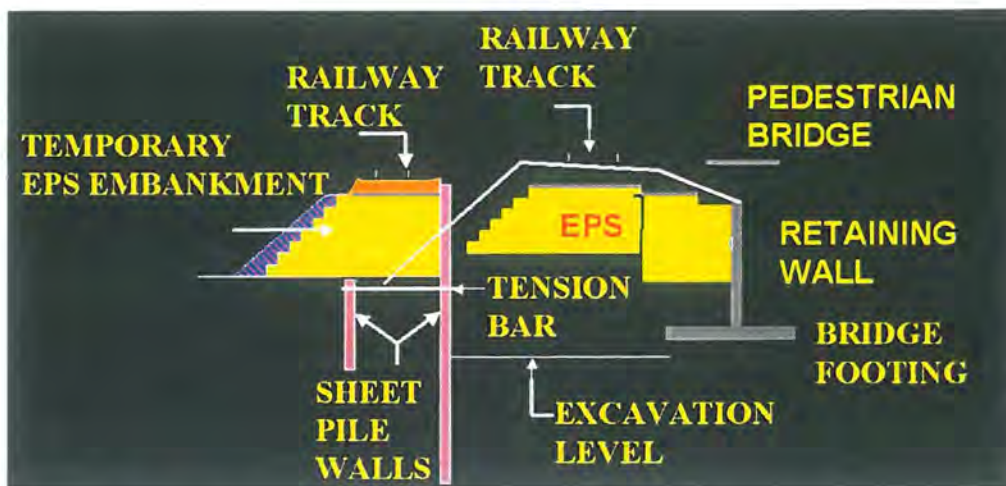 RAILWAY
TRACK
RAILWAY
TRACK
PEDESTRIAN
BRIDGE
TEMPORARY
EPS EMBANKMENT
EPS
RETAINING
WALL
TENSION
BAR
BRIDGE
FOOTING
SHEET
PILE
WALLS
EXCAVATION
LEVEL